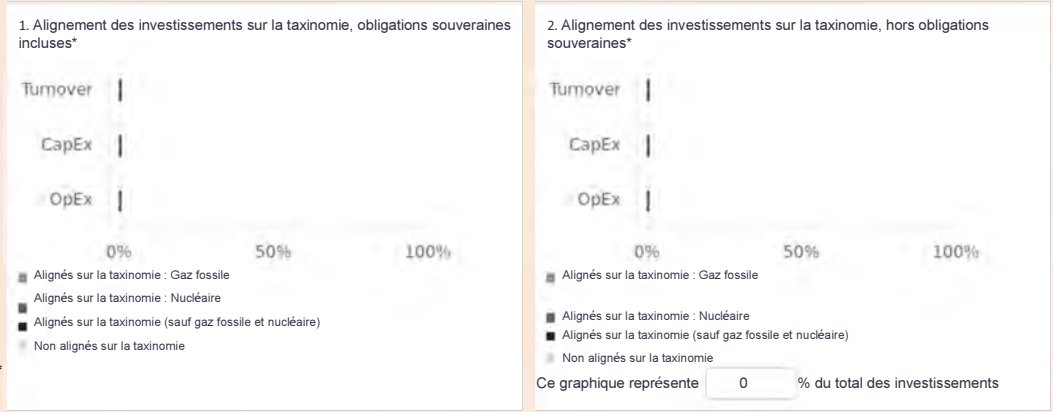 1. Alignement des investissements sur la taxinomie, obligations souveraines
incluses*
Turnover
CapEx
OpEx
0% 50% 100%
Alignés sur la taxinomie : Gaz fossile
Alignés sur la taxinomie : Nucléaire
Alignés sur la taxinomie (sauf gaz fossile et nucléaire)
Non alignés sur la taxinomie
*
2. Alignement des investissements sur la taxinomie, hors obligations
souveraines*
Turnover
CapEx
OpEx
0% 50% 100%
Alignés sur la taxinomie : Gaz fossile
Alignés sur la taxinomie : Nucléaire
Alignés sur la taxinomie (sauf gaz fossile et nucléaire)
Non alignés sur la taxinomie
Ce graphique représente 0 % du total des investissements